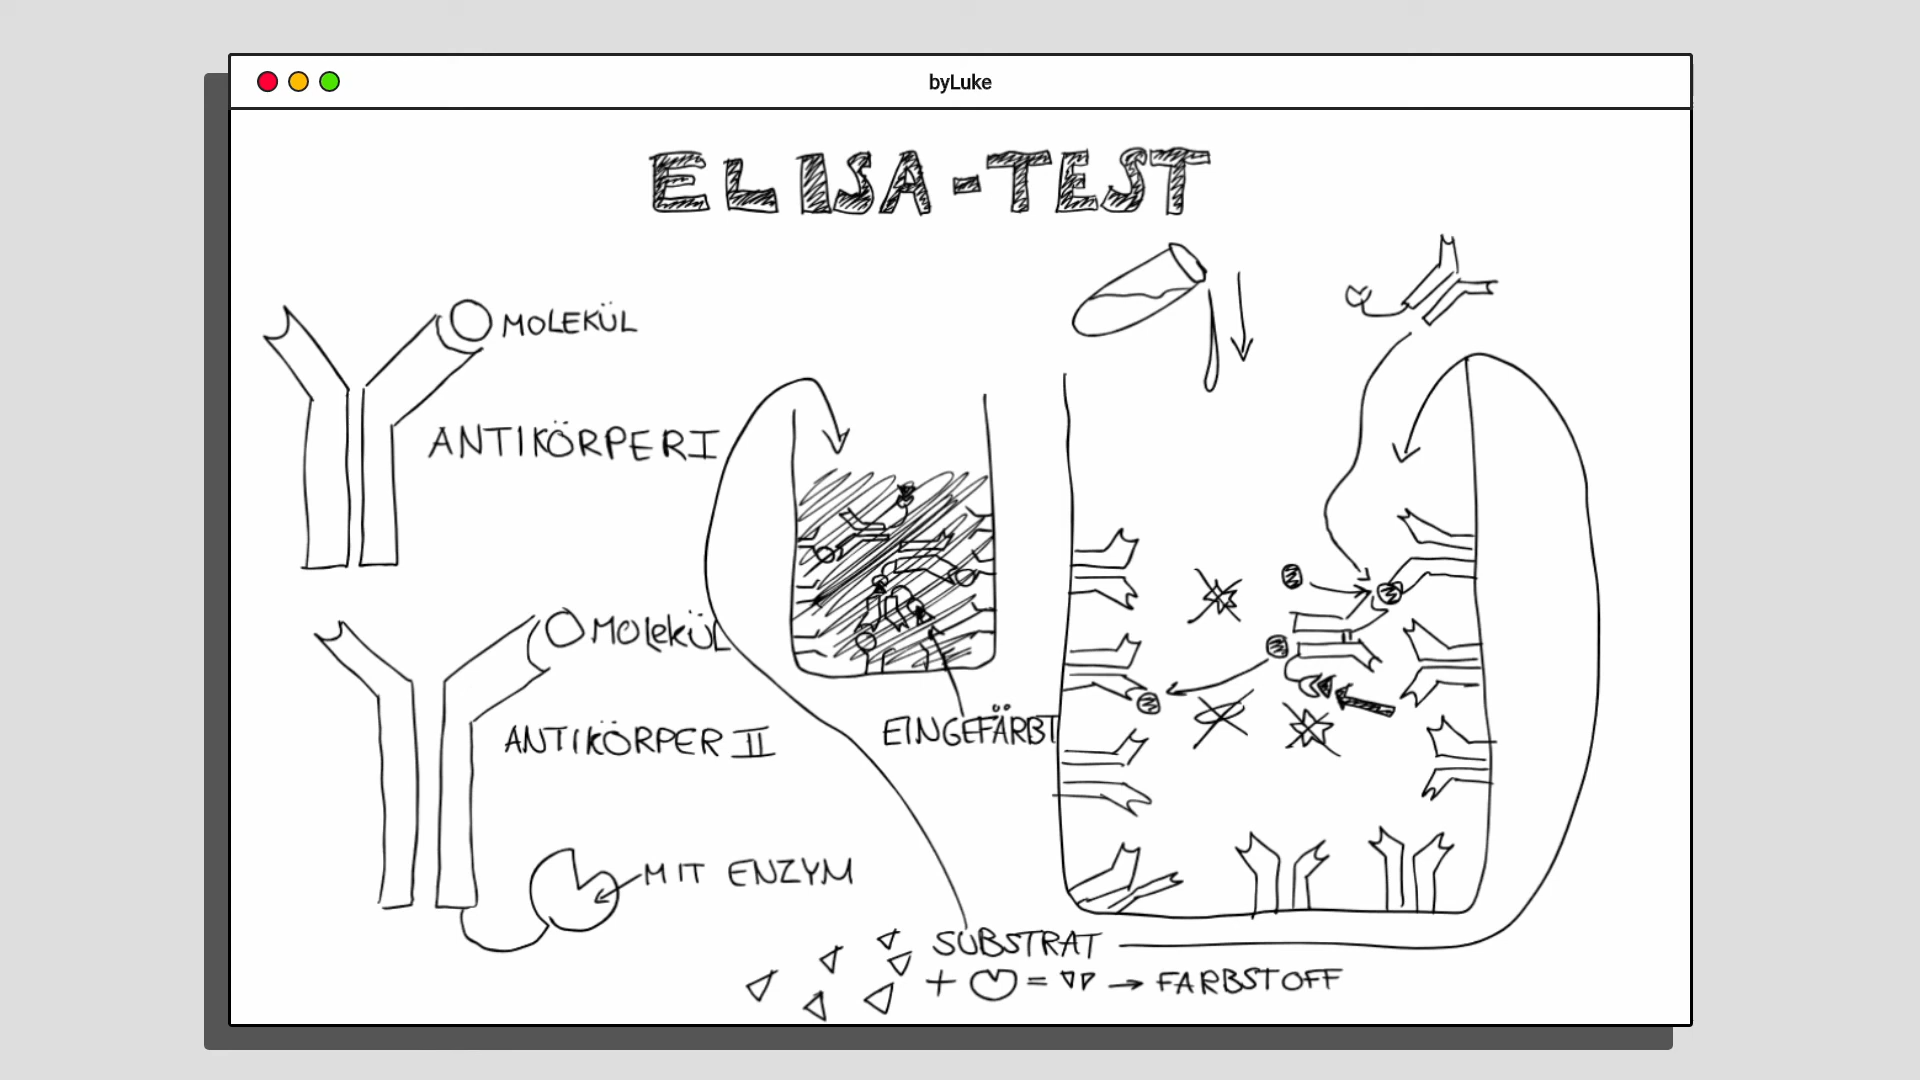 byLuke
ELISA-TEST
MOLEKÜL
ANTIKÖRPER I
MOLEKÜL
ANTIKÖRPER II
MIT ENZYM
EINGEFÄRBT
SUBSTRAT
+ = → FARBSTOFF